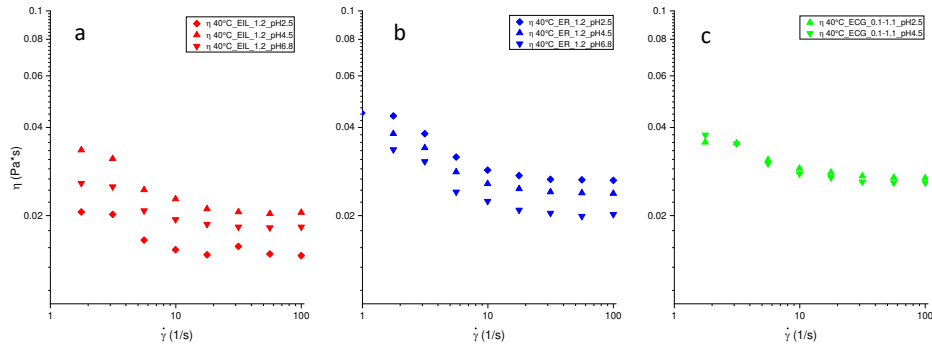 a
η 40°C_EIL_1.2_pH2.5
η 40°C_EIL_1.2_pH4.5
η 40°C_EIL_1.2_pH6.8
0.1
0.08
0.06
0.04
0.02
η (Pa*s)
1
10
100
γ̇ (1/s)
b
η 40°C_ER_1.2_pH2.5
η 40°C_ER_1.2_pH4.5
η 40°C_ER_1.2_pH6.8
0.1
0.08
0.06
0.04
0.02
1
10
100
γ̇ (1/s)
c
η 40°C_ECG_0.1-1.1_pH2.5
η 40°C_ECG_0.1-1.1_pH4.5
0.1
0.08
0.06
0.04
0.02
1
10
100
γ̇ (1/s)